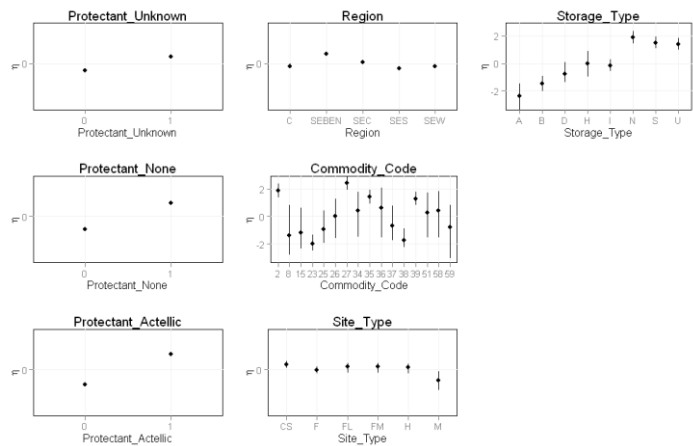 Protectant_Unknown
η 0
0 1
Protectant_Unknown
Region
η 0
C SEBEN SEC SES SEW
Region
Storage_Type
2
η 0
-2
A B D H I N S U
Storage_Type
Protectant_None
η 0
0 1
Protectant_None
Commodity_Code
2
η 0
-2
2 8 15 23 25 26 27 34 35 36 37 38 39 51 58 59
Commodity_Code
Protectant_Actellic
η 0
0 1
Protectant_Actellic
Site_Type
η 0
CS F FL FM H M
Site_Type